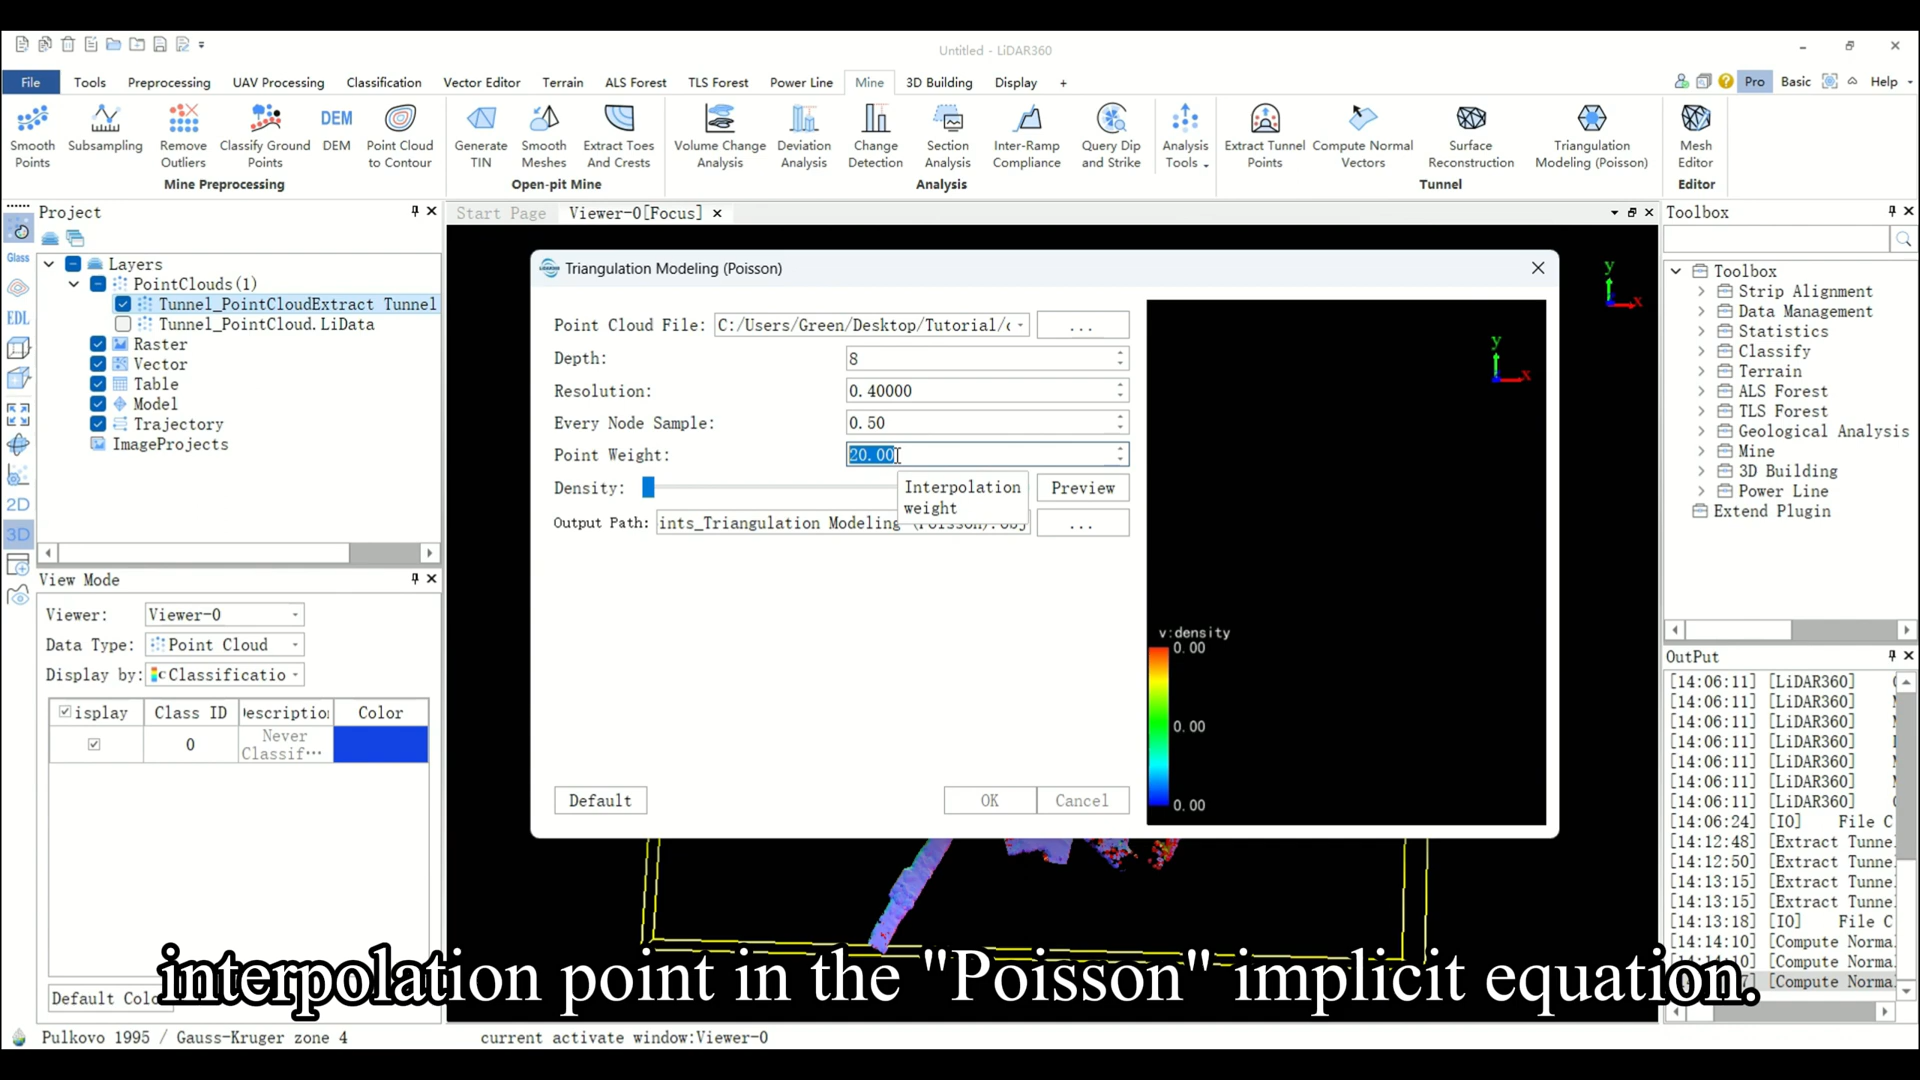 Untitled - LiDAR360
File Tools Preprocessing UAV Processing Classification Vector Editor Terrain ALS Forest TLS Forest Power Line Mine 3D Building Display + Pro Basic Help
Smooth Points
Subsampling
Remove Outliers
Classify Ground Points
DEM
DEM
Point Cloud to Contour
Generate TIN
Smooth Meshes
Extract Toes And Crests
Volume Change Analysis
Deviation Analysis
Change Detection
Section Analysis
Inter-Ramp Compliance
Query Dip and Strike
Analysis Tools
Extract Tunnel Points
Compute Normal Vectors
Surface Reconstruction
Triangulation Modeling (Poisson)
Mesh Editor
Mine Preprocessing
Open-pit Mine
Analysis
Tunnel
Editor
Project
Glass
EDL
2D
3D
Layers
PointClouds(1)
Tunnel_PointCloudExtract Tunnel
Tunnel_PointCloud.LiData
Raster
Vector
Table
Model
Trajectory
ImageProjects
View Mode
Viewer: Viewer-0
Data Type: Point Cloud
Display by: Classificatio
isplay Class ID escription Color
0 Never Classif···
Start Page Viewer-0[Focus]
Triangulation Modeling (Poisson)
Point Cloud File: C:/Users/Green/Desktop/Tutorial/ ...
Depth: 8
Resolution: 0.40000
Every Node Sample: 0.50
Point Weight: 20.00
Density: Preview
Interpolation
weight
Output Path: ints_Triangulation Modeling (Poisson).obj ...
Default OK Cancel
y
x
v:density
0.00
0.00
0.00
y
x
Toolbox
Toolbox
Strip Alignment
Data Management
Statistics
Classify
Terrain
ALS Forest
TLS Forest
Geological Analysis
Mine
3D Building
Power Line
Extend Plugin
OutPut
[14:06:11] [LiDAR360]
[14:06:11] [LiDAR360]
[14:06:11] [LiDAR360]
[14:06:11] [LiDAR360]
[14:06:11] [LiDAR360]
[14:06:11] [LiDAR360]
[14:06:11] [LiDAR360]
[14:06:24] [IO] File C
[14:12:48] [Extract Tunne
[14:12:50] [Extract Tunne
[14:13:15] [Extract Tunne
[14:13:15] [Extract Tunne
[14:13:18] [IO] File C
[14:14:10] [Compute Norma
[14:14:10] [Compute Norma
[Compute Norma
Default
interpolation point in the "Poisson" implicit equation.
Pulkovo 1995 / Gauss-Kruger zone 4
current activate window:Viewer-0